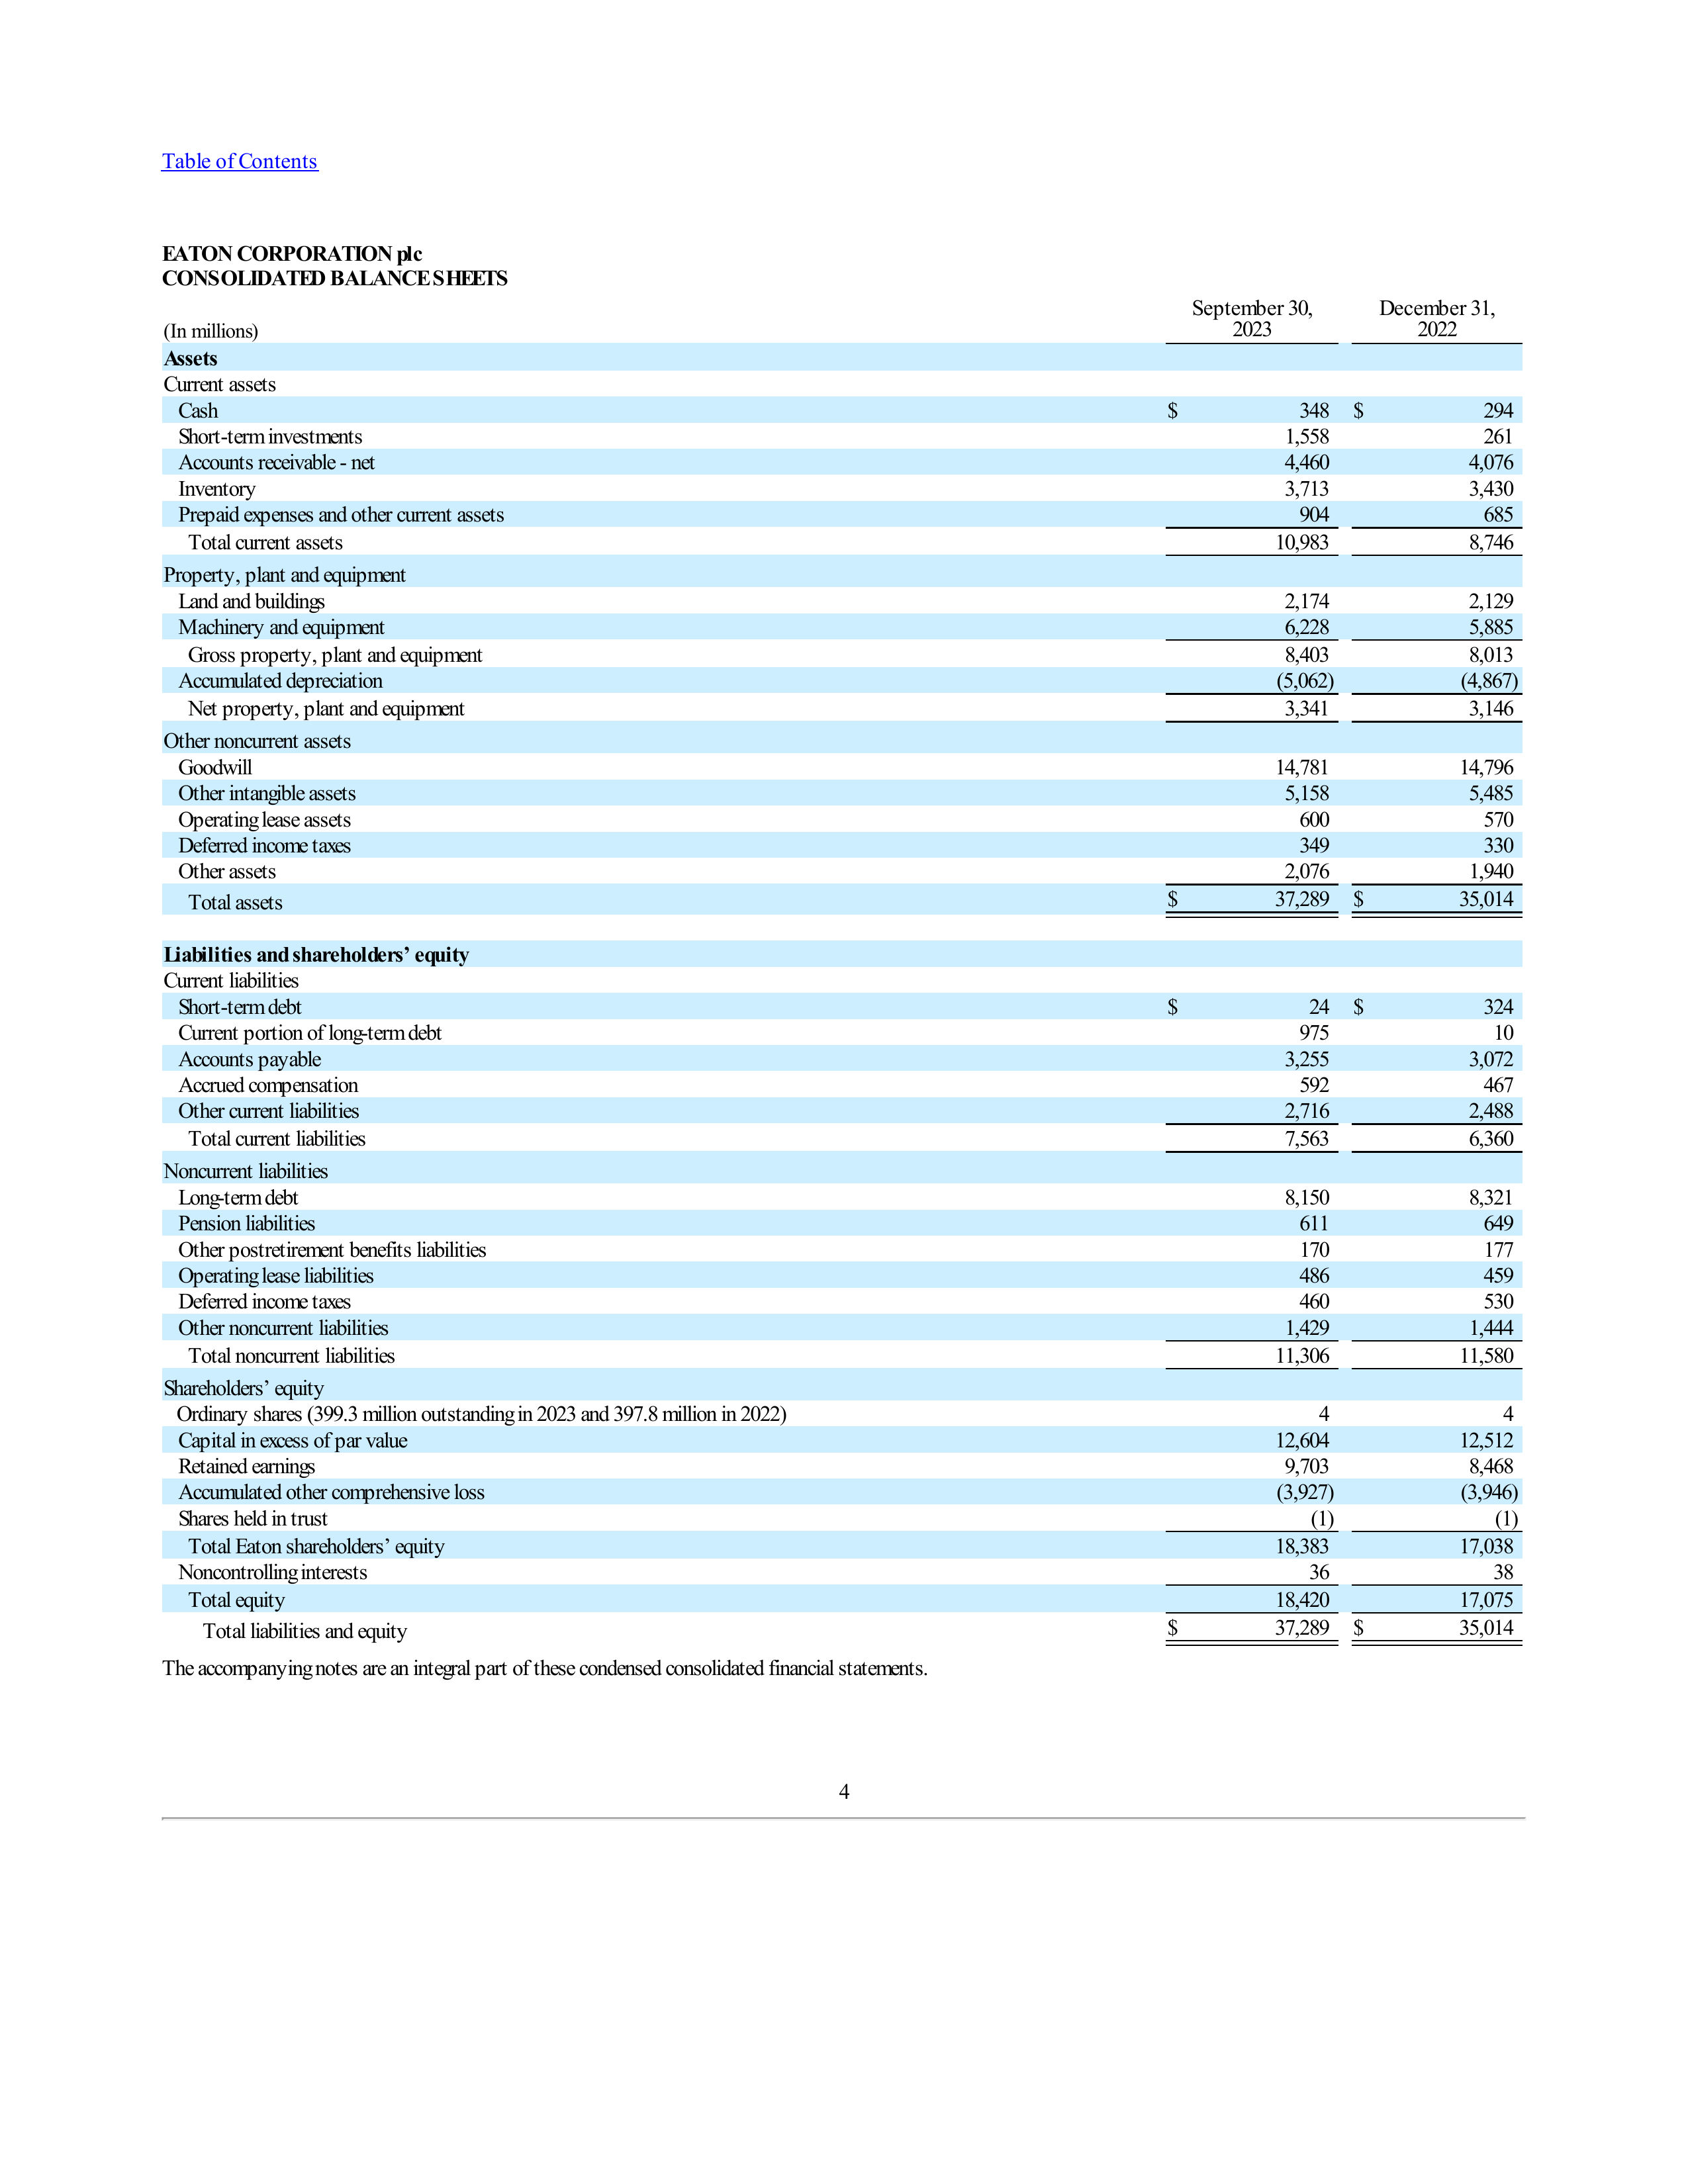 Table of Contents
EATON CORPORATION plc
CONSOLIDATED BALANCE SHEETS
(In millions) September 30, 2023 December 31, 2022
Assets
Current assets
Cash $ 348 $ 294
Short-term investments 1,558 261
Accounts receivable - net 4,460 4,076
Inventory 3,713 3,430
Prepaid expenses and other current assets 904 685
Total current assets 10,983 8,746
Property, plant and equipment
Land and buildings 2,174 2,129
Machinery and equipment 6,228 5,885
Gross property, plant and equipment 8,403 8,013
Accumulated depreciation (5,062) (4,867)
Net property, plant and equipment 3,341 3,146
Other noncurrent assets
Goodwill 14,781 14,796
Other intangible assets 5,158 5,485
Operating lease assets 600 570
Deferred income taxes 349 330
Other assets 2,076 1,940
Total assets $ 37,289 $ 35,014
Liabilities and shareholders’ equity
Current liabilities
Short-term debt $ 24 $ 324
Current portion of long-term debt 975 10
Accounts payable 3,255 3,072
Accrued compensation 592 467
Other current liabilities 2,716 2,488
Total current liabilities 7,563 6,360
Noncurrent liabilities
Long-term debt 8,150 8,321
Pension liabilities 611 649
Other postretirement benefits liabilities 170 177
Operating lease liabilities 486 459
Deferred income taxes 460 530
Other noncurrent liabilities 1,429 1,444
Total noncurrent liabilities 11,306 11,580
Shareholders’ equity
Ordinary shares (399.3 million outstanding in 2023 and 397.8 million in 2022) 4 4
Capital in excess of par value 12,604 12,512
Retained earnings 9,703 8,468
Accumulated other comprehensive loss (3,927) (3,946)
Shares held in trust (1) (1)
Total Eaton shareholders’ equity 18,383 17,038
Noncontrolling interests 36 38
Total equity 18,420 17,075
Total liabilities and equity $ 37,289 $ 35,014
The accompanying notes are an integral part of these condensed consolidated financial statements.
4